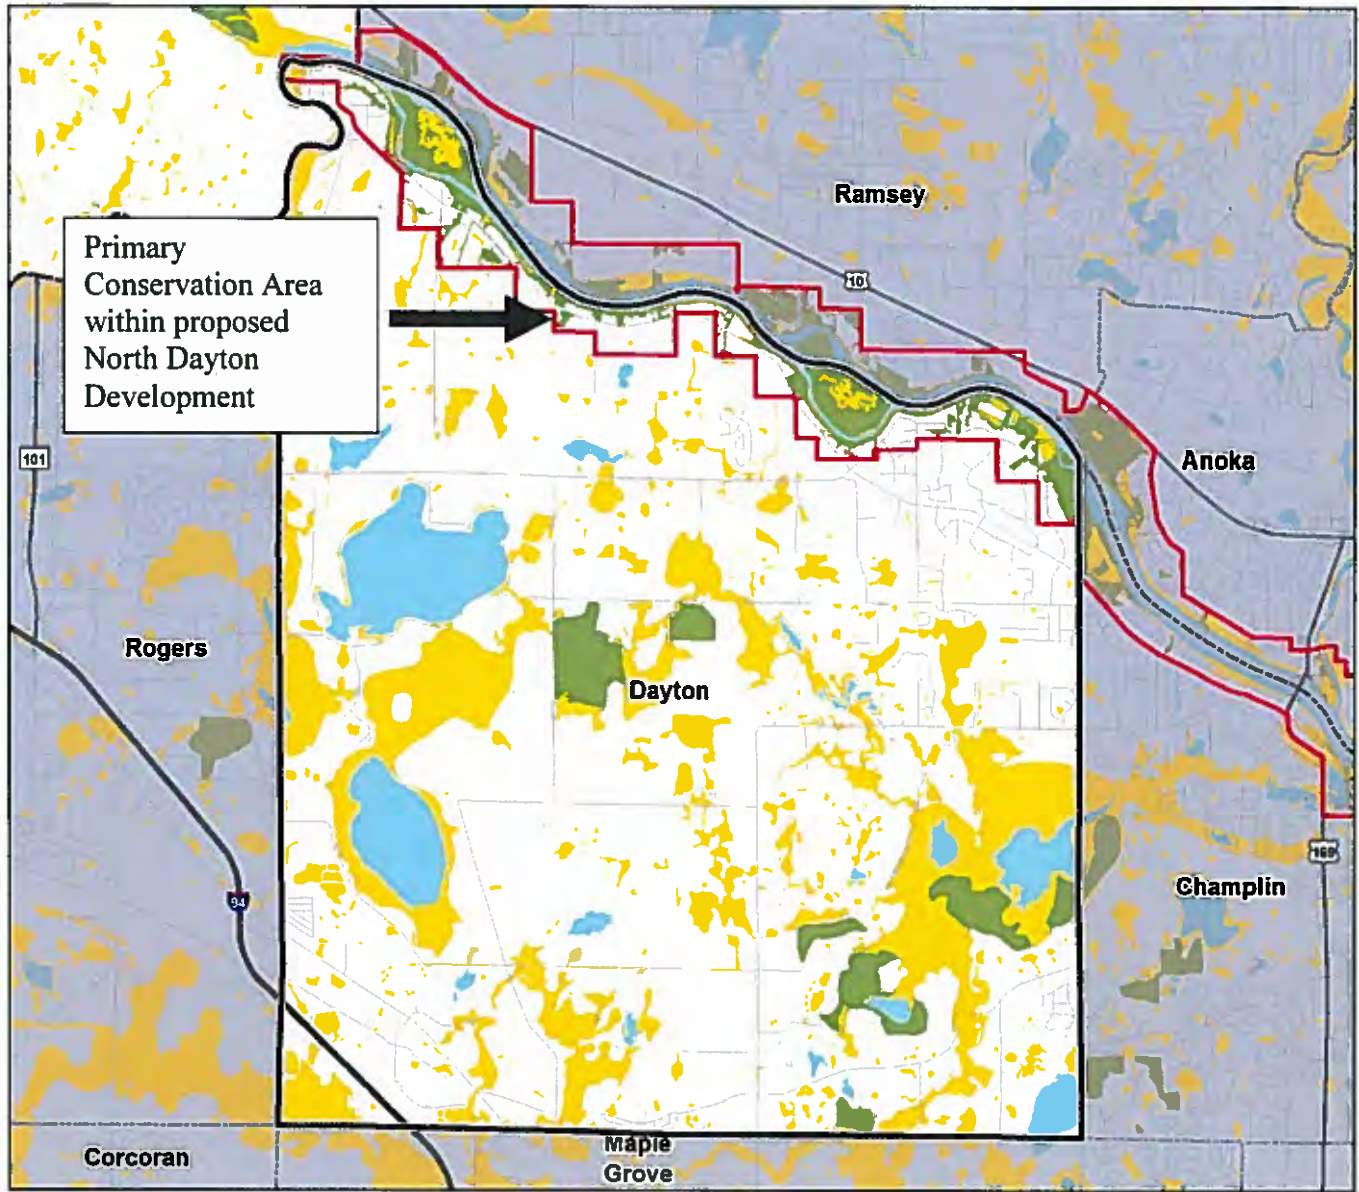 Ramsey
Primary
Conservation Area
within proposed
North Dayton
Development
10
101
Anoka
Rogers
Dayton
169
Champlin
94
Corcoran
Maple
Grove